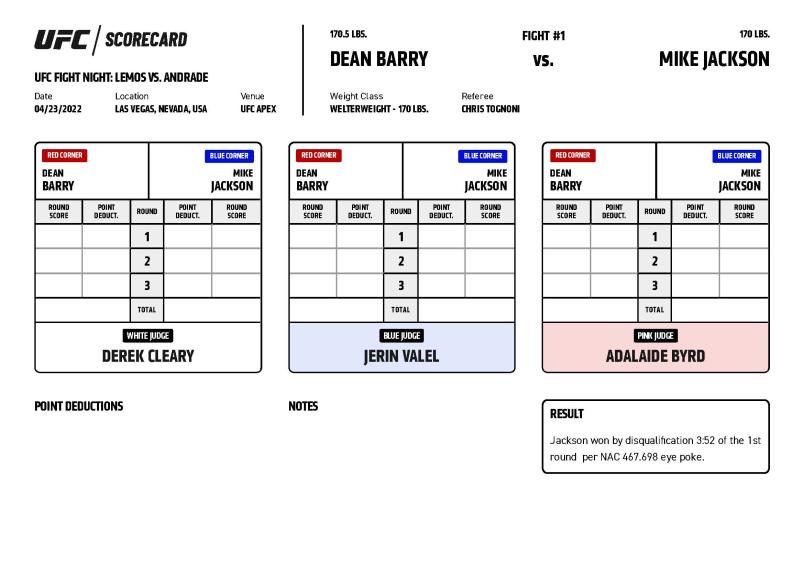 UFC / SCORECARD
UFC FIGHT NIGHT: LEMOS VS. ANDRADE
Date Location Venue
04/23/2022 LAS VEGAS, NEVADA, USA UFC APEX
170.5 LBS. FIGHT #1 170 LBS.
DEAN BARRY VS. MIKE JACKSON
Weight Class Referee
WELTERWEIGHT - 170 LBS. CHRIS TOGNONI
RED CORNER BLUE CORNER
DEAN MIKE
BARRY JACKSON
ROUND SCORE POINT DEDUCT. ROUND POINT DEDUCT. ROUND SCORE
1
2
3
TOTAL
WHITE JUDGE
DEREK CLEARY
RED CORNER BLUE CORNER
DEAN MIKE
BARRY JACKSON
ROUND SCORE POINT DEDUCT. ROUND POINT DEDUCT. ROUND SCORE
1
2
3
TOTAL
BLUE JUDGE
JERIN VALEL
RED CORNER BLUE CORNER
DEAN MIKE
BARRY JACKSON
ROUND SCORE POINT DEDUCT. ROUND POINT DEDUCT. ROUND SCORE
1
2
3
TOTAL
PINK JUDGE
ADALAIDE BYRD
POINT DEDUCTIONS
NOTES
RESULT
Jackson won by disqualification 3:52 of the 1st
round per NAC 467.698 eye poke.